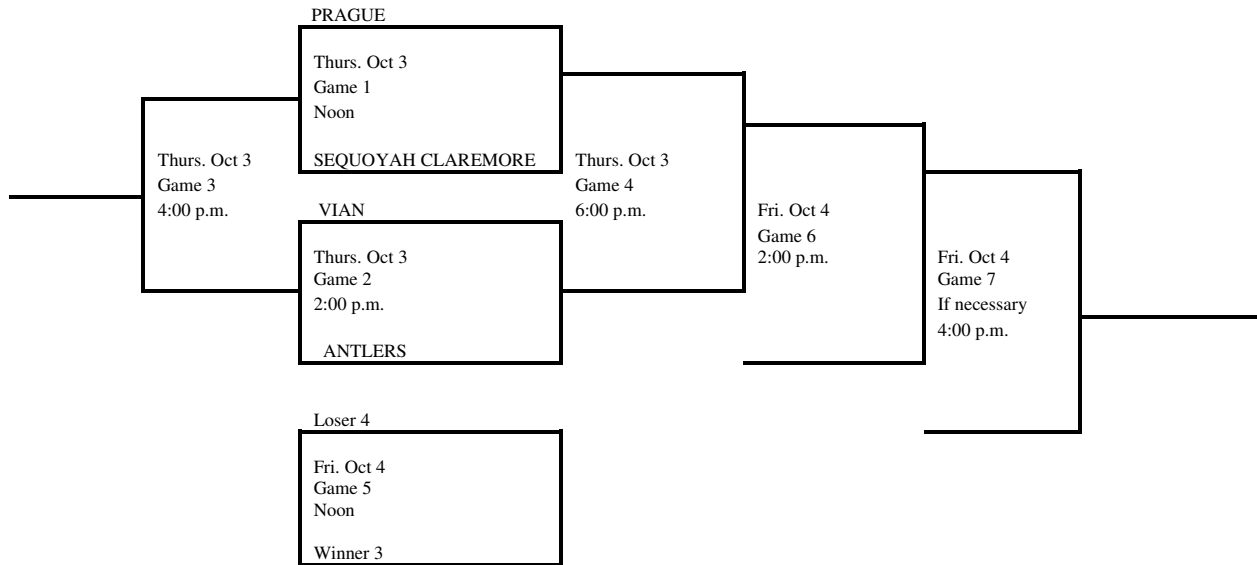 PRAGUE
Thurs. Oct 3
Game 1
Noon
SEQUOYAH CLAREMORE
Thurs. Oct 3
Game 3
4:00 p.m.
Thurs. Oct 3
Game 4
6:00 p.m.
VIAN
Thurs. Oct 3
Game 2
2:00 p.m.
ANTLERS
Fri. Oct 4
Game 6
2:00 p.m.
Fri. Oct 4
Game 7
If necessary
4:00 p.m.
Loser 4
Fri. Oct 4
Game 5
Noon
Winner 3